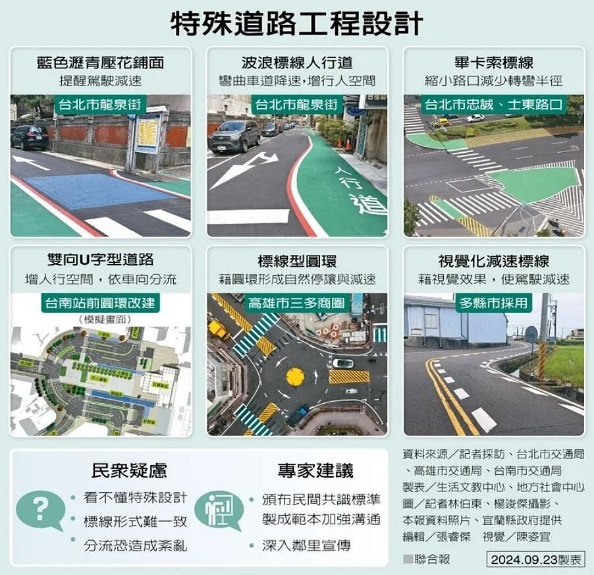 特殊道路工程設計
藍色瀝青壓花鋪面
提醒駕駛減速
台北市龍泉街
波浪標線人行道
彎曲車道降速,增行人空間
台北市龍泉街
人行道
畢卡索標線
縮小路口減少轉彎半徑
台北市忠誠、士東路口
雙向U字型道路
增人行空間,依車向分流
台南站前圓環改建
(模擬畫面)
標線型圓環
藉圓環形成自然停讓與減速
高雄市三多商圈
視覺化減速標線
藉視覺效果,使駕駛減速
多縣市採用
民眾疑慮
?
• 看不懂特殊設計
• 標線形式難一致
• 分流恐造成紊亂
專家建議
• 頒布民間共識標準
製成範本加強溝通
• 深入鄰里宣傳
資料來源/記者採訪、台北市交通局
、高雄市交通局、台南市交通局
製表/生活文教中心、地方社會中心
圖/記者林伯東、楊竣傑攝影、
本報資料照片、宜蘭縣政府提供
編輯/張睿傑 視覺/陳姿宜
聯合報 2024.09.23製表